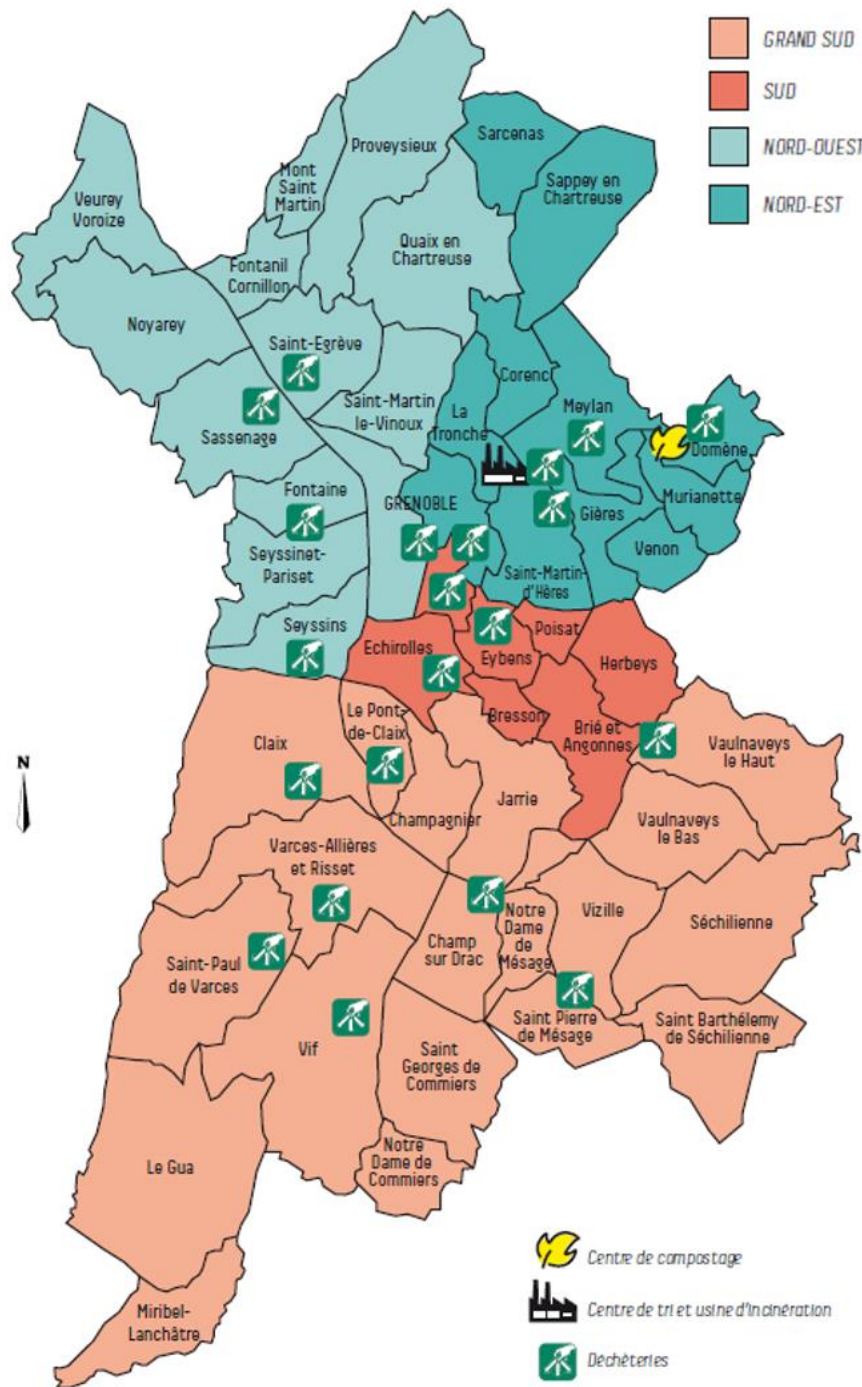 GRAND SUD
SUD
NORD-OUEST
NORD-EST
Sarcenas
Proveysieux
Mont
Saint
Martin
Sappey en
Chartreuse
Veurey
Voroize
Quaix en
Chartreuse
Fontanil
Cornillon
Noyarey
Saint-Egrève
Corenc
Saint-Martin
le-Vinoux
La
Tronche
Meylan
Sassenage
Domène
Fontaine
GRENOBLE
Murianette
Gières
Seyssinet-
Pariset
Venon
Saint-Martin-
d'Hères
Seyssins
Echirolles
Eybens
Poisat
Herbeys
Le Pont-
de-Claix
Bresson
Brié et
Angonnes
Claix
Vaulnaveys
le Haut
N
Jarrie
Champagnier
Vaulnaveys
le Bas
Varces-Allières
et Risset
Vizille
Notre
Dame
de
Mésage
Séchilienne
Champ
sur Drac
Saint-Paul
de Varces
Saint Pierre
de Mésage
Saint Barthélemy
de Séchilienne
Vif
Saint
Georges de
Commiers
Notre
Dame de
Commiers
Le Gua
Miribel-
Lanchâtre
Centre de compostage
Centre de tri et usine d'incinération
Déchèteries